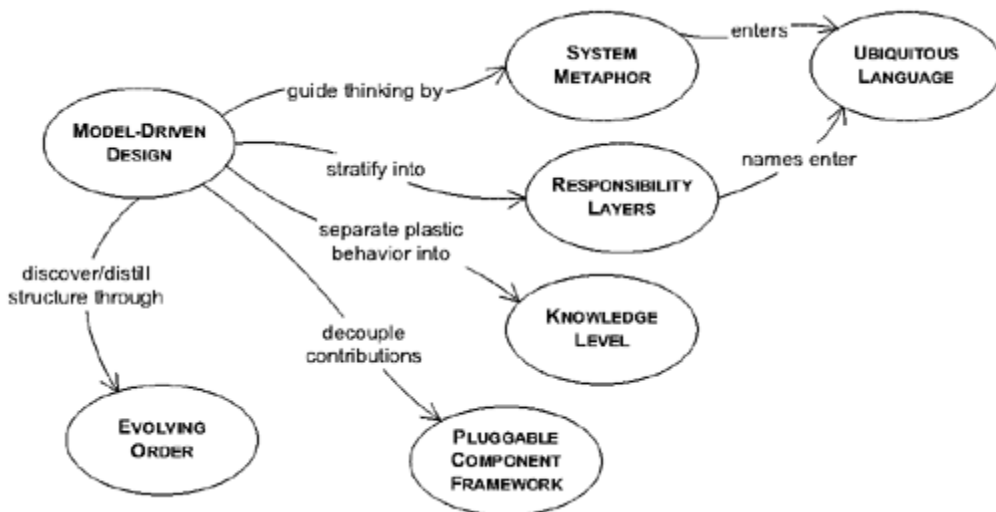 enters
SYSTEM
METAPHOR
UBIQUITOUS
LANGUAGE
guide thinking by
MODEL-DRIVEN
DESIGN
stratify into
RESPONSIBILITY
LAYERS
names enter
separate plastic
behavior into
discover/distill
structure through
KNOWLEDGE
LEVEL
decouple
contributions
EVOLVING
ORDER
PLUGGABLE
COMPONENT
FRAMEWORK